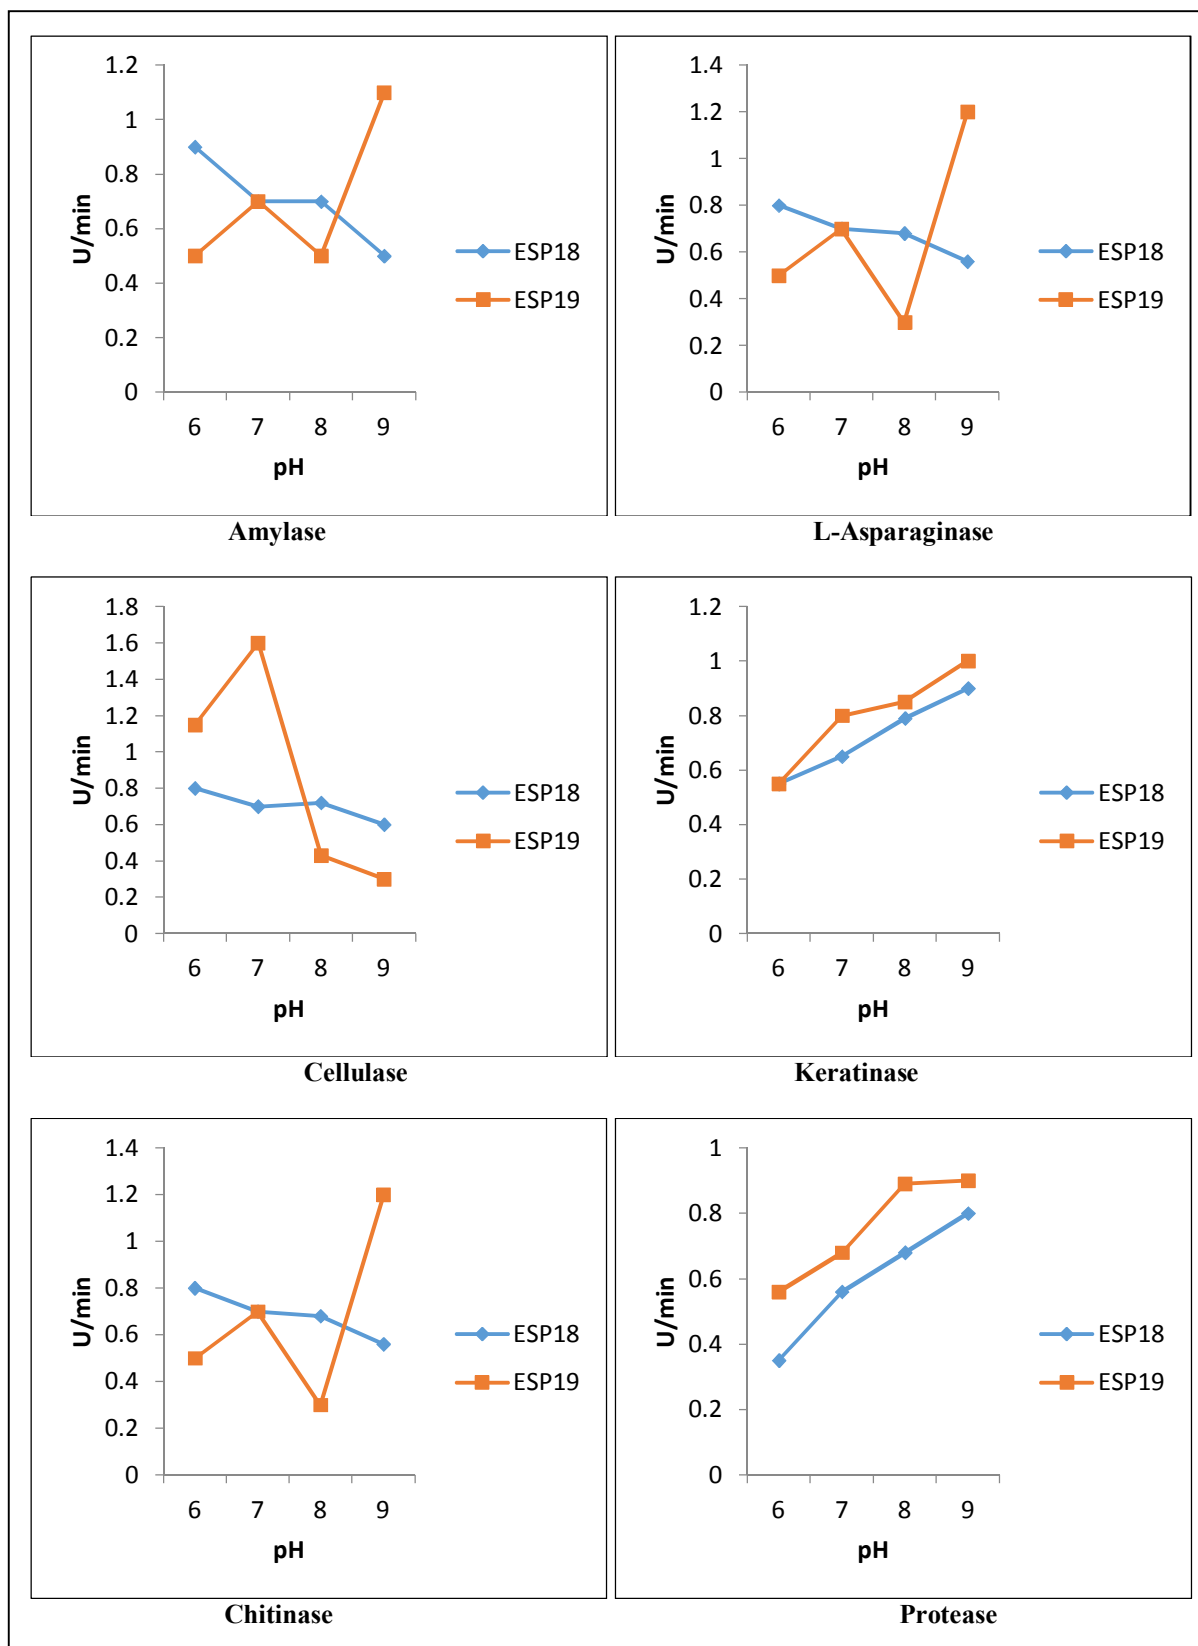 1.2
1
0.8
0.6
0.4
0.2
0
U/min
6 7 8 9
pH
ESP18
ESP19
Amylase
1.4
1.2
1
0.8
0.6
0.4
0.2
0
U/min
6 7 8 9
pH
ESP18
ESP19
L-Asparaginase
1.8
1.6
1.4
1.2
1
0.8
0.6
0.4
0.2
0
U/min
6 7 8 9
pH
ESP18
ESP19
Cellulase
1.2
1
0.8
0.6
0.4
0.2
0
U/min
6 7 8 9
pH
ESP18
ESP19
Keratinase
1.4
1.2
1
0.8
0.6
0.4
0.2
0
U/min
6 7 8 9
pH
ESP18
ESP19
Chitinase
1
0.8
0.6
0.4
0.2
0
U/min
6 7 8 9
pH
ESP18
ESP19
Protease